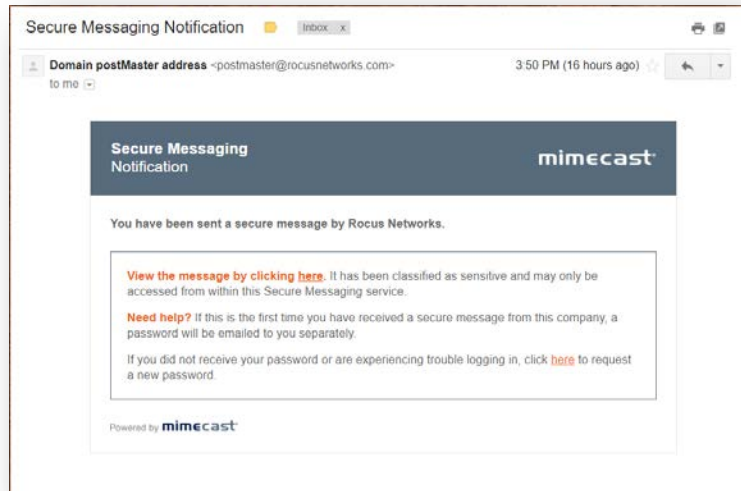 Secure Messaging Notification
Inbox x
Domain postMaster address <postmaster@rocusnetworks.com>
3:50 PM (16 hours ago)
to me
Secure Messaging
Notification
mimecast
You have been sent a secure message by Rocus Networks.
View the message by clicking here. It has been classified as sensitive and may only be
accessed from within this Secure Messaging service.
Need help? If this is the first time you have received a secure message from this company, a
password will be emailed to you separately.
If you did not receive your password or are experiencing trouble logging in, click here to request
a new password.
Powered by mimecast